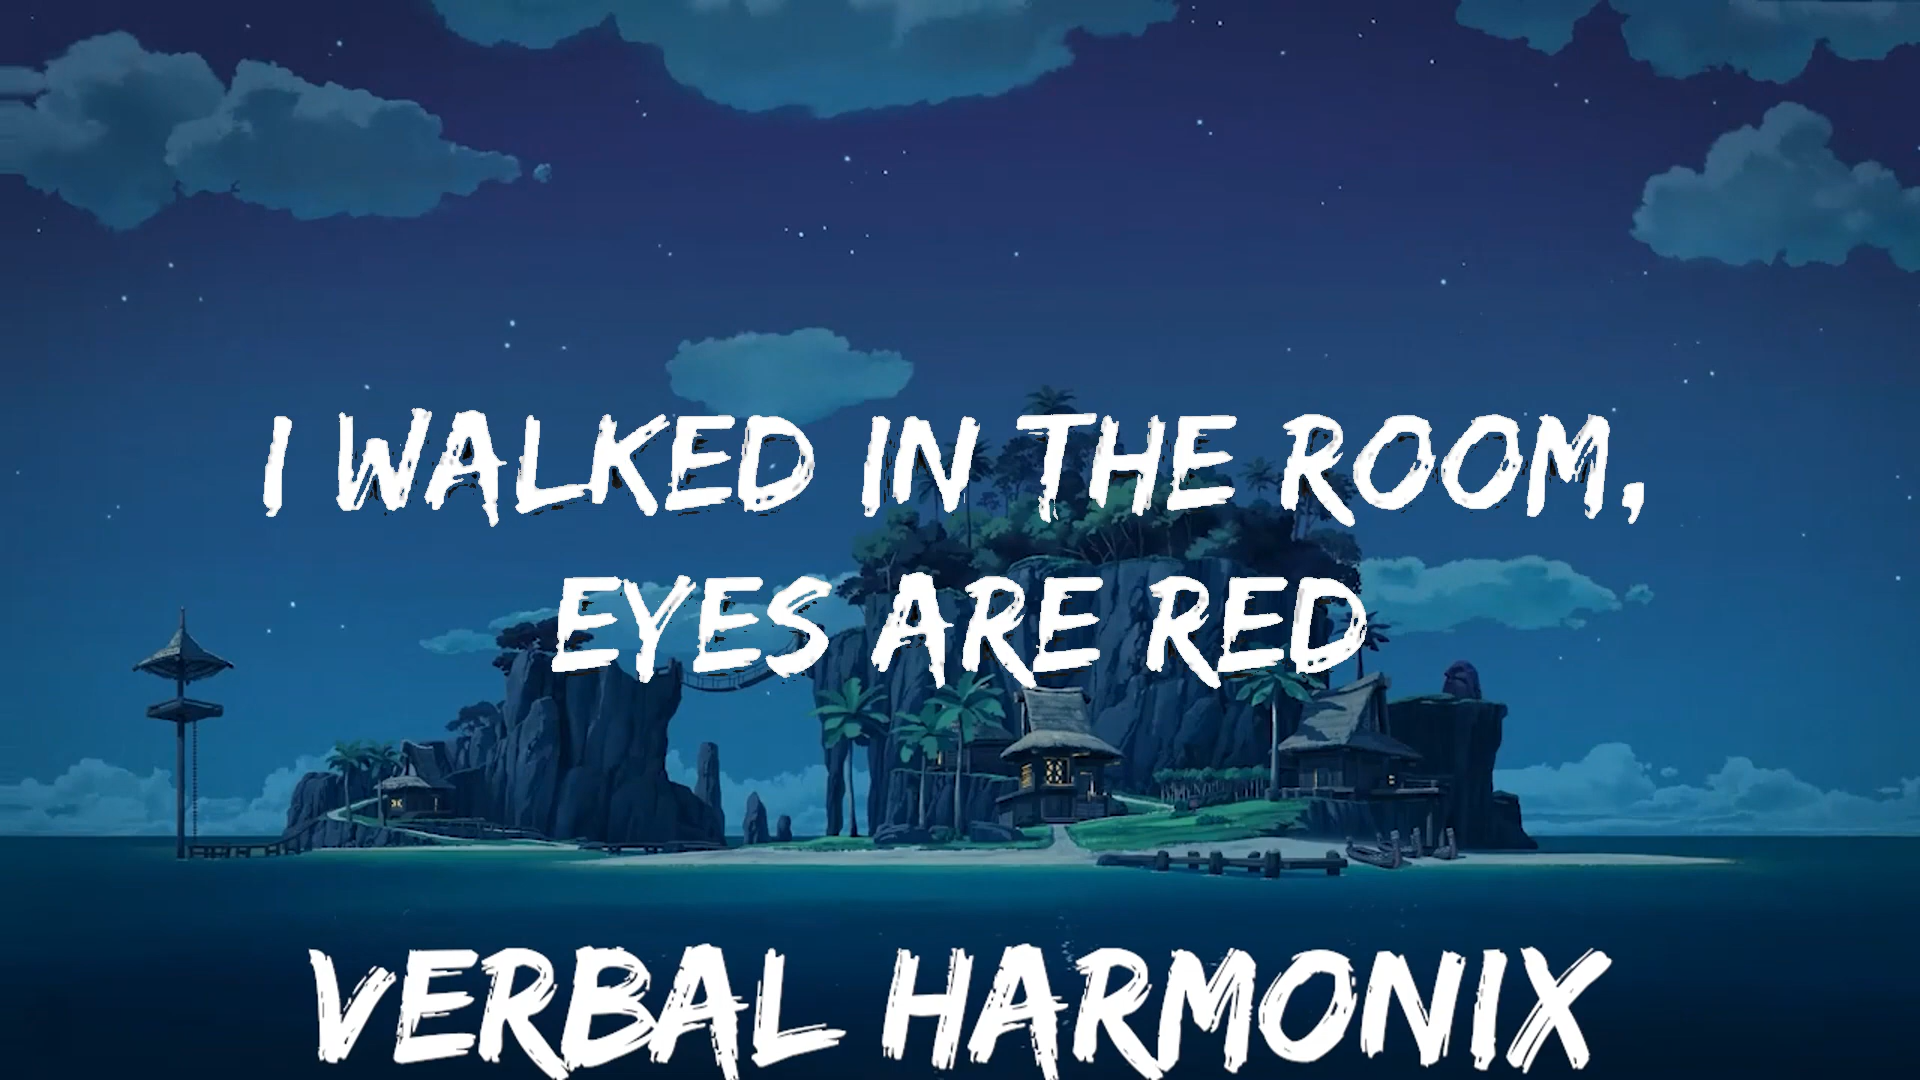 I WALKED IN THE ROOM,
EYES ARE RED
VERBAL HARMONIX